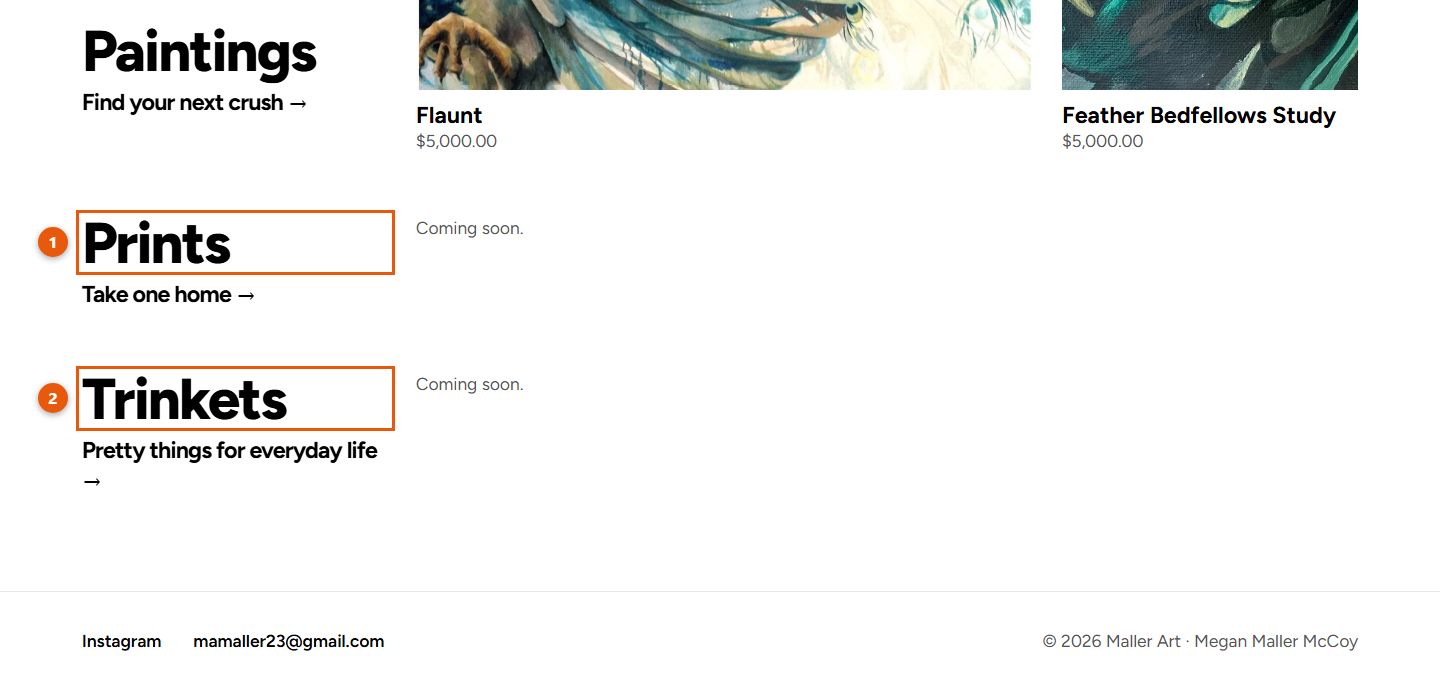 Paintings
Find your next crush →
Flaunt
$5,000.00
Feather Bedfellows Study
$5,000.00
1
Prints
Take one home →
Coming soon.
2
Trinkets
Pretty things for everyday life
→
Coming soon.
Instagram
mamaller23@gmail.com
© 2026 Maller Art · Megan Maller McCoy